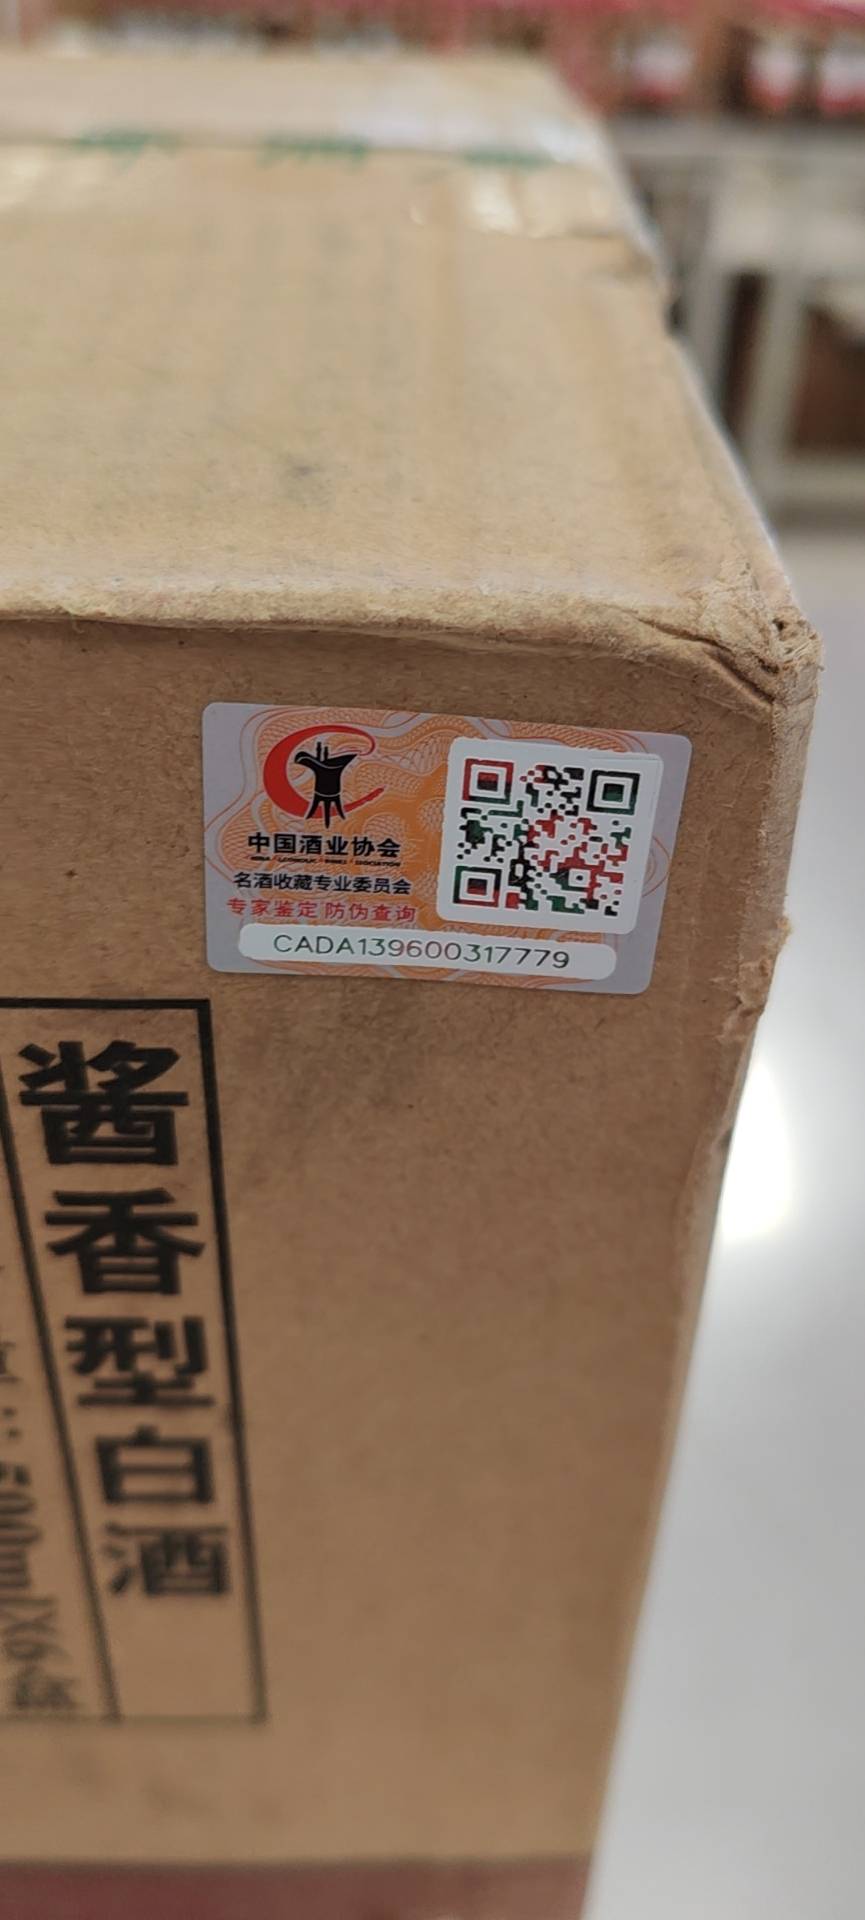 中国酒业协会
名酒收藏专业委员会
专家鉴定 防伪查询
CADA139600317779
酱香型白酒